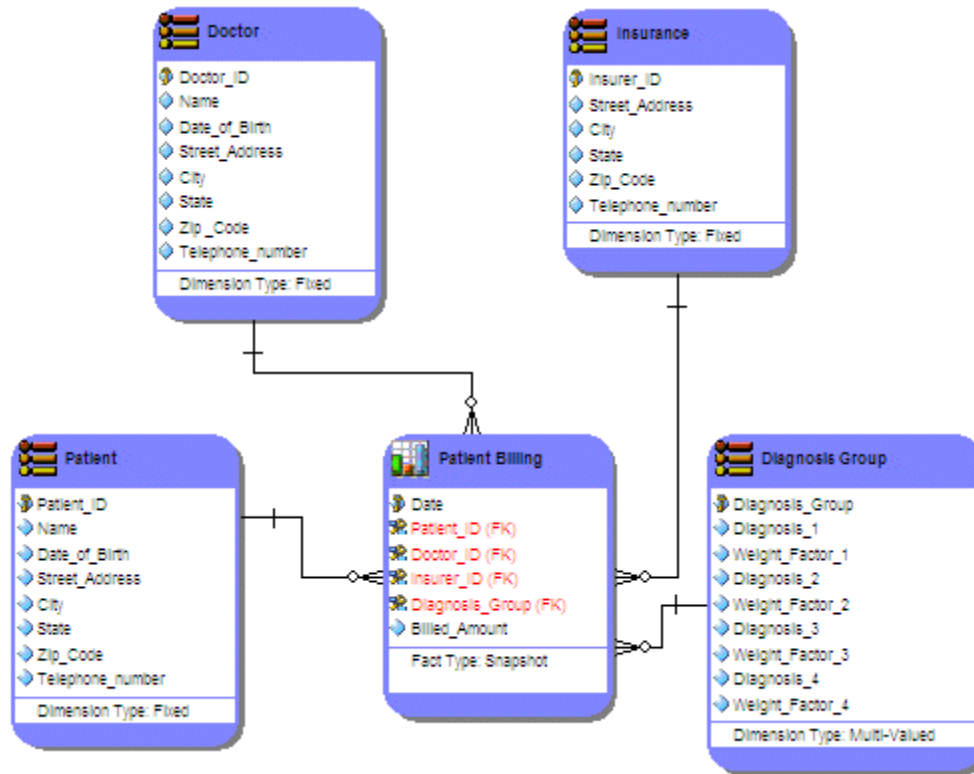 Doctor
Doctor_ID
Name
Date_of_Birth
Street_Address
City
State
Zip _Code
Telephone_number
Dimension Type: Fixed
Insurance
Insurer_ID
Street_Address
City
State
Zip_Code
Telephone_number
Dimension Type: Fixed
Patient
Patient_ID
Name
Date_of_Birth
Street_Address
City
State
Zip_Code
Telephone_number
Dimension Type: Fixed
Patient Billing
Date
Patient_ID (FK)
Doctor_ID (FK)
Insurer_ID (FK)
Diagnosis_Group (FK)
Billed_Amount
Fact Type: Snapshot
Diagnosis Group
Diagnosis_Group
Diagnosis_1
Weight_Factor_1
Diagnosis_2
Weight_Factor_2
Diagnosis_3
Weight_Factor_3
Diagnosis_4
Weight_Factor_4
Dimension Type: Multi-Valued